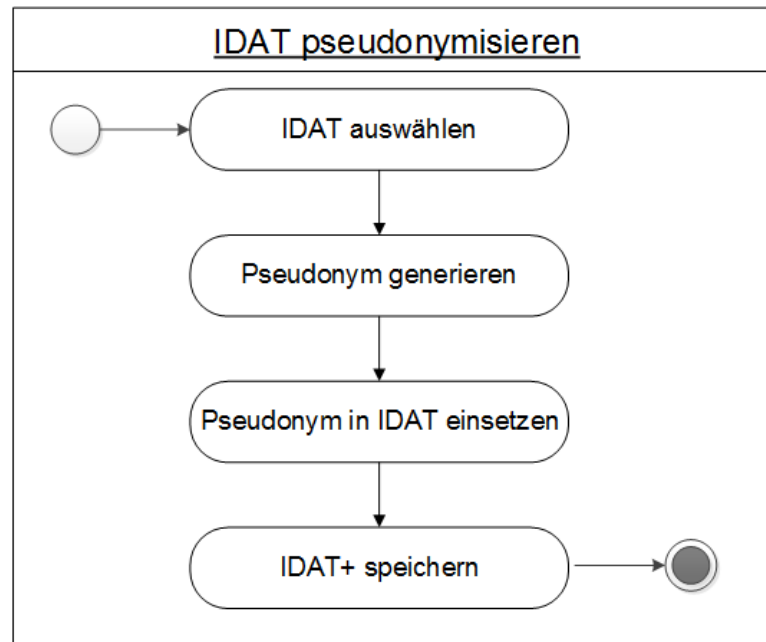 IDAT pseudonymisieren
IDAT auswählen
Pseudonym generieren
Pseudonym in IDAT einsetzen
IDAT+ speichern